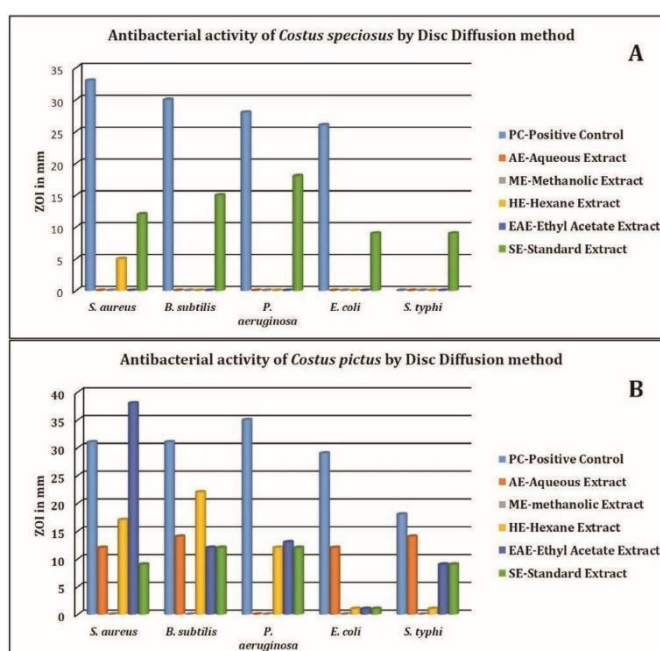 Antibacterial activity of Costus speciosus by Disc Diffusion method
A
35
30
25
20
15
10
5
0
ZOI in mm
S. aureus
B. subtilis
P.
aeruginosa
E. coli
S. typhi
PC-Positive Control
AE-Aqueous Extract
ME-Methanolic Extract
HE-Hexane Extract
EAE-Ethyl Acetate Extract
SE-Standard Extract
Antibacterial activity of Costus pictus by Disc Diffusion method
B
40
35
30
25
20
15
10
5
0
ZOI in mm
S. aureus
B. subtilis
P.
aeruginosa
E. coli
S. typhi
PC-Positive Control
AE-Aqueous Extract
ME-methanolic Extract
HE-Hexane Extract
EAE-Ethyl Acetate Extract
SE-Standard Extract